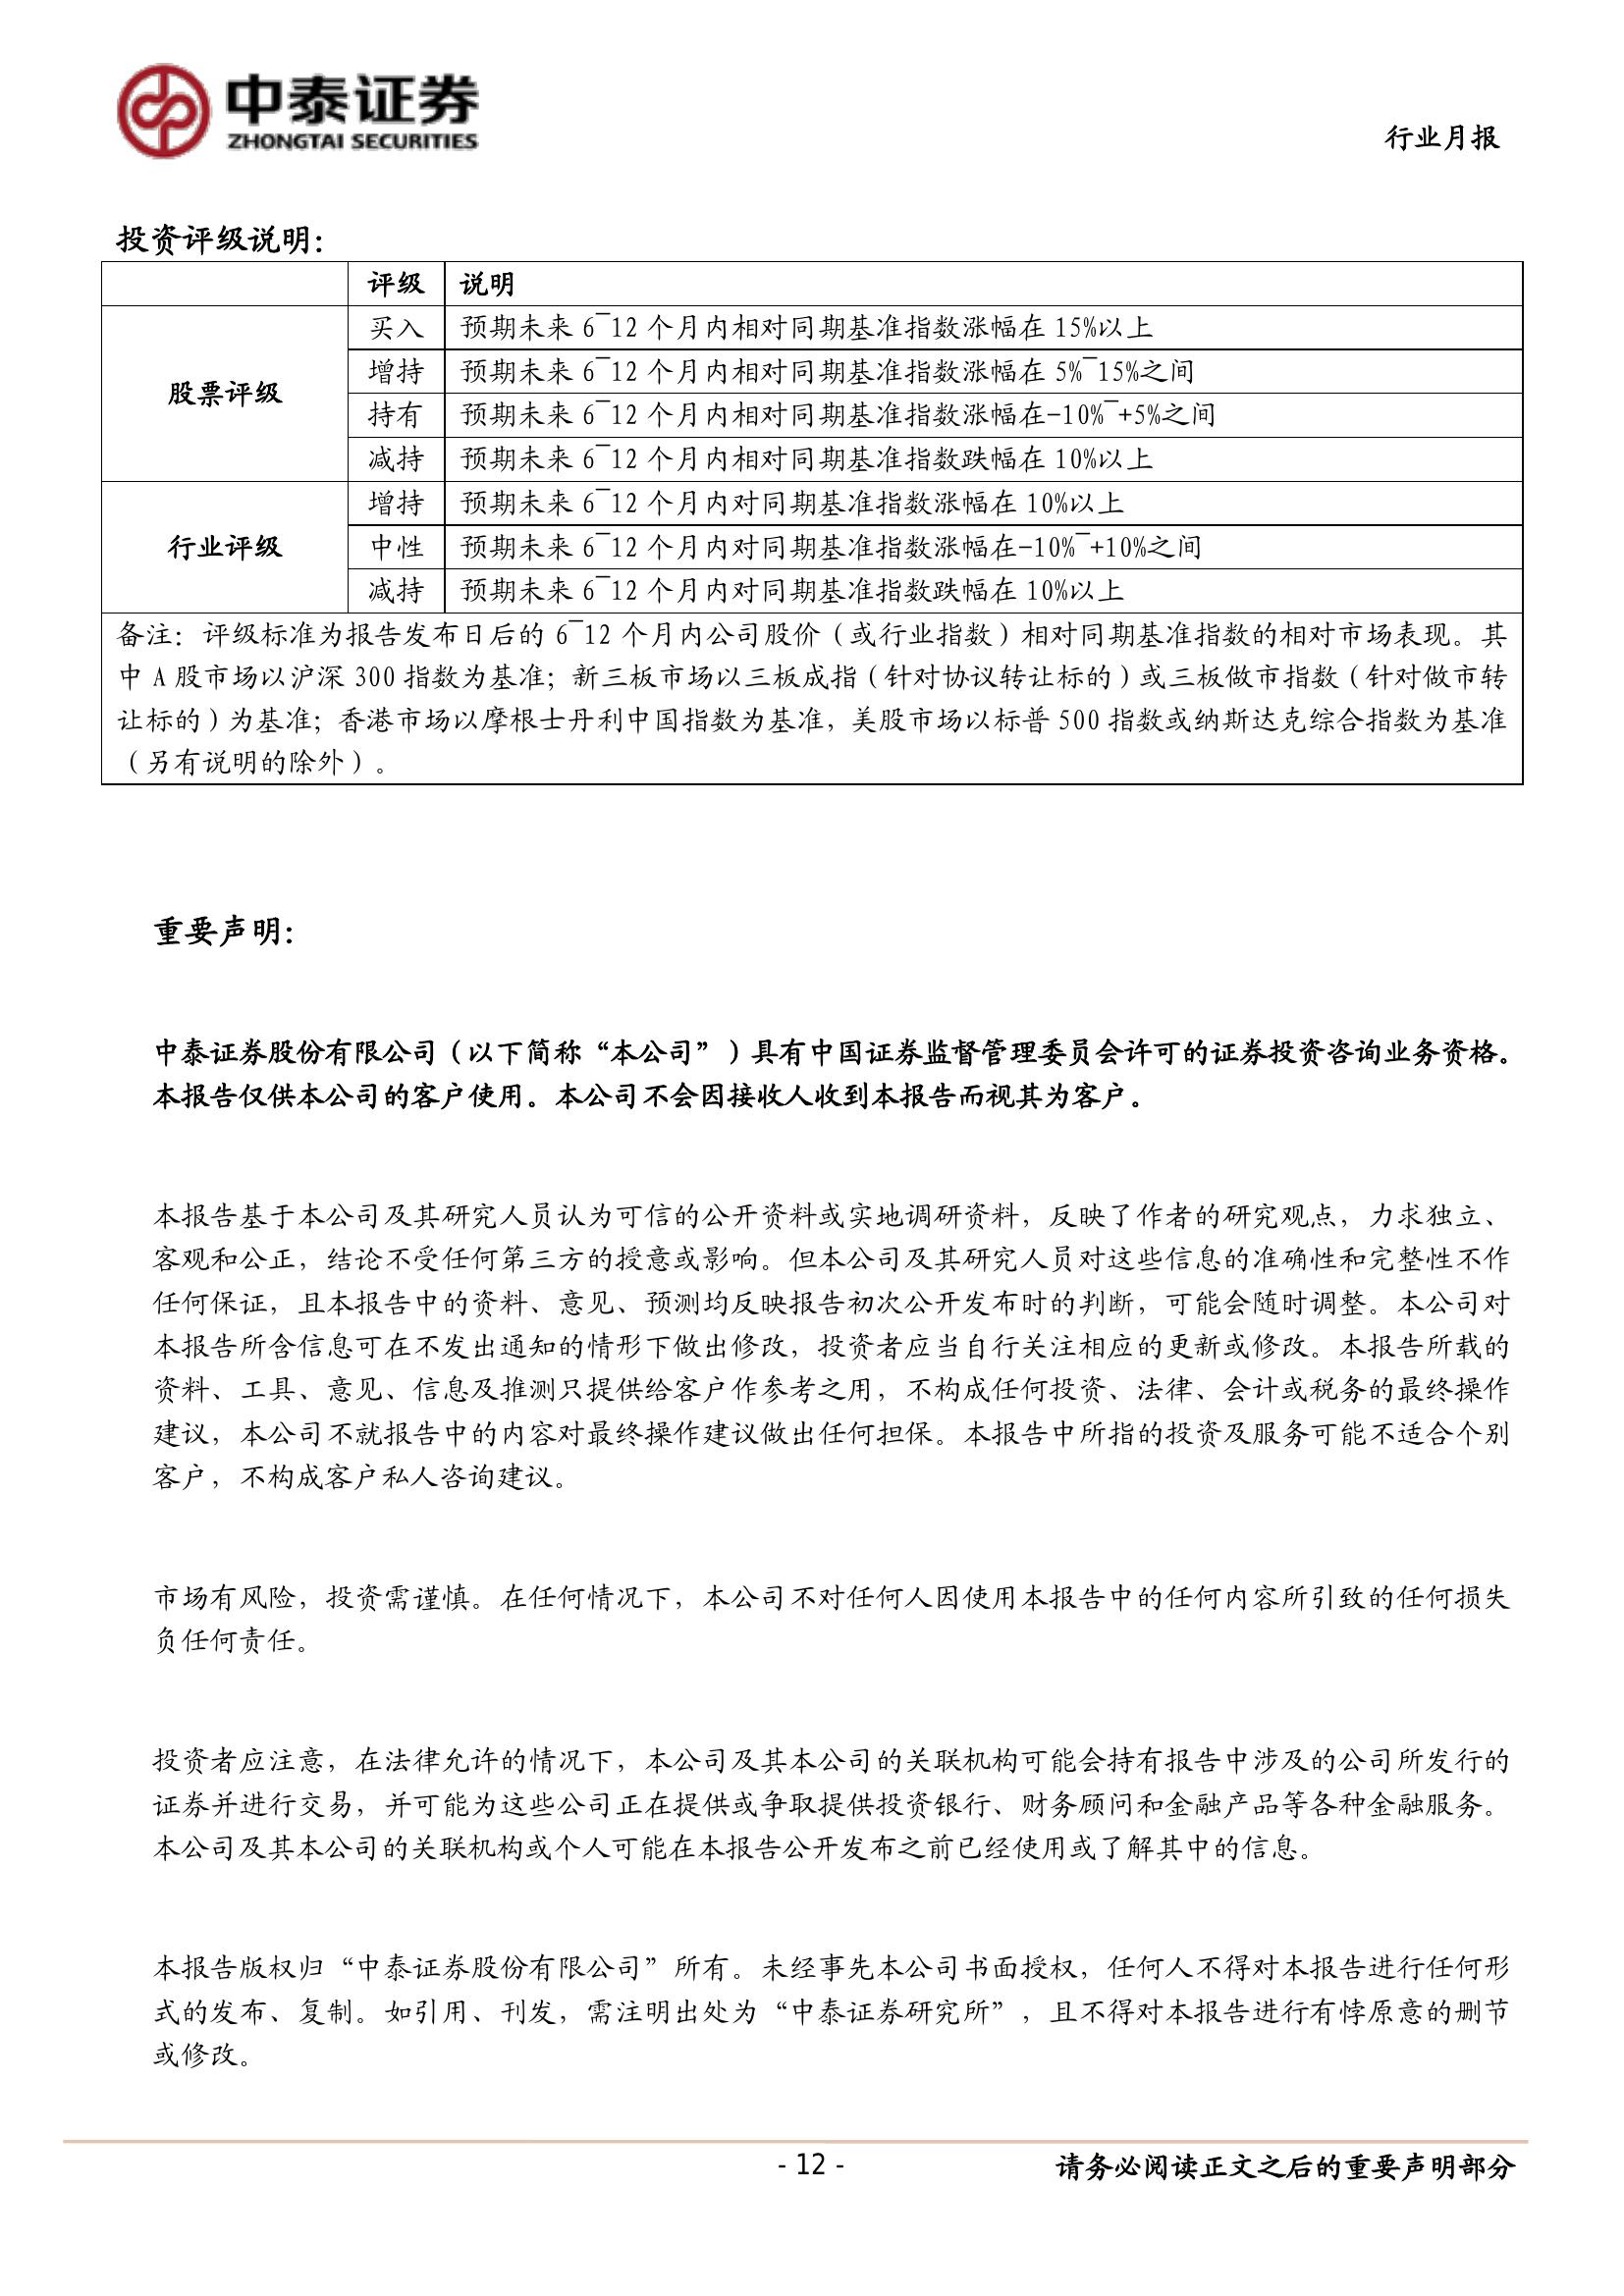 中泰证券
ZHONGTAI SECURITIES
行业月报
投资评级说明：
评级 说明
股票评级
买入 预期未来 6~12 个月内相对同期基准指数涨幅在 15%以上
增持 预期未来 6~12 个月内相对同期基准指数涨幅在 5%~15%之间
持有 预期未来 6~12 个月内相对同期基准指数涨幅在-10%~+5%之间
减持 预期未来 6~12 个月内相对同期基准指数跌幅在 10%以上
行业评级
增持 预期未来 6~12 个月内对同期基准指数涨幅在 10%以上
中性 预期未来 6~12 个月内对同期基准指数涨幅在-10%~+10%之间
减持 预期未来 6~12 个月内对同期基准指数跌幅在 10%以上
备注：评级标准为报告发布日后的 6~12 个月内公司股价（或行业指数）相对同期基准指数的相对市场表现。其
中 A 股市场以沪深 300 指数为基准；新三板市场以三板成指（针对协议转让标的）或三板做市指数（针对做市转
让标的）为基准；香港市场以摩根士丹利中国指数为基准，美股市场以标普 500 指数或纳斯达克综合指数为基准
（另有说明的除外）。
重要声明：
中泰证券股份有限公司（以下简称“本公司”）具有中国证券监督管理委员会许可的证券投资咨询业务资格。
本报告仅供本公司的客户使用。本公司不会因接收人收到本报告而视其为客户。
本报告基于本公司及其研究人员认为可信的公开资料或实地调研资料，反映了作者的研究观点，力求独立、
客观和公正，结论不受任何第三方的授意或影响。但本公司及其研究人员对这些信息的准确性和完整性不作
任何保证，且本报告中的资料、意见、预测均反映报告初次公开发布时的判断，可能会随时调整。本公司对
本报告所含信息可在不发出通知的情形下做出修改，投资者应当自行关注相应的更新或修改。本报告所载的
资料、工具、意见、信息及推测只提供给客户作参考之用，不构成任何投资、法律、会计或税务的最终操作
建议，本公司不就报告中的内容对最终操作建议做出任何担保。本报告中所指的投资及服务可能不适合个别
客户，不构成客户私人咨询建议。
市场有风险，投资需谨慎。在任何情况下，本公司不对任何人因使用本报告中的任何内容所引致的任何损失
负任何责任。
投资者应注意，在法律允许的情况下，本公司及其本公司的关联机构可能会持有报告中涉及的公司所发行的
证券并进行交易，并可能为这些公司正在提供或争取提供投资银行、财务顾问和金融产品等各种金融服务。
本公司及其本公司的关联机构或个人可能在本报告公开发布之前已经使用或了解其中的信息。
本报告版权归“中泰证券股份有限公司”所有。未经事先本公司书面授权，任何人不得对本报告进行任何形
式的发布、复制。如引用、刊发，需注明出处为“中泰证券研究所”，且不得对本报告进行有悖原意的删节
或修改。
- 12 -
请务必阅读正文之后的重要声明部分